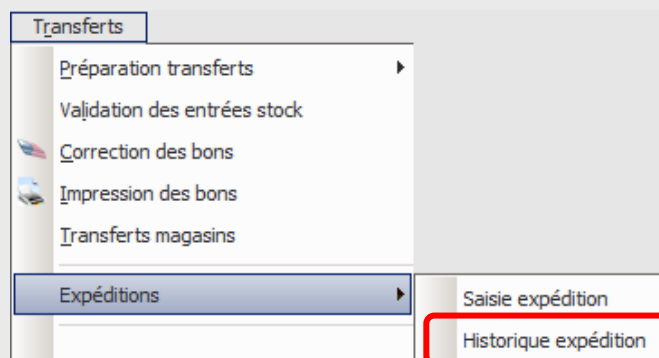 Transferts
Préparation transferts
Validation des entrées stock
Correction des bons
Impression des bons
Transferts magasins
Expéditions
Saisie expédition
Historique expédition